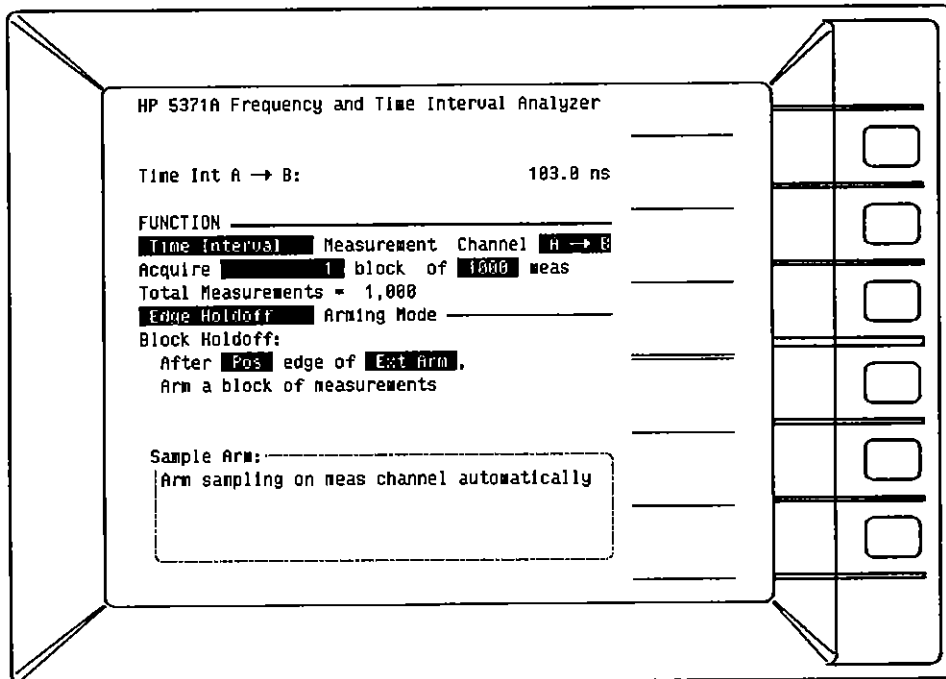 HP 5371A Frequency and Time Interval Analyzer
Time Int A → B: 103.0 ns
FUNCTION
Time Interval Measurement Channel A → B
Acquire 1 block of 1000 meas
Total Measurements = 1,000
Edge Holdoff Arming Mode
Block Holdoff:
After Pos edge of Ext Arm,
Arm a block of measurements
Sample Arm:
Arm sampling on meas channel automatically